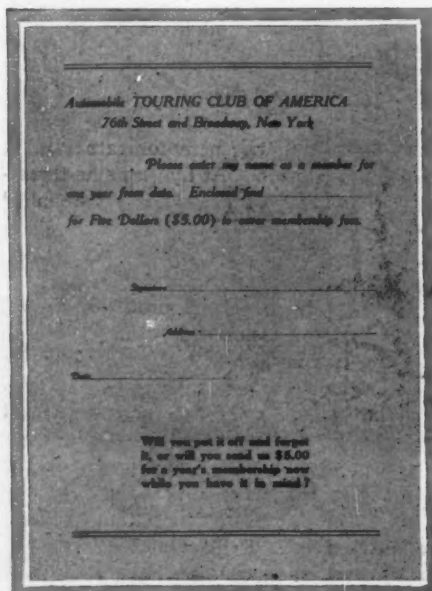 Automobile TOURING CLUB OF AMERICA
76th Street and Broadway, New York
Please enter my name as a member for
one year from date. Enclosed find
for Five Dollars ($5.00) to cover membership fees.
Signature
Address
Date
Will you put it off and forget
it, or will you send us $5.00
for a year's membership now
while you have it in mind?